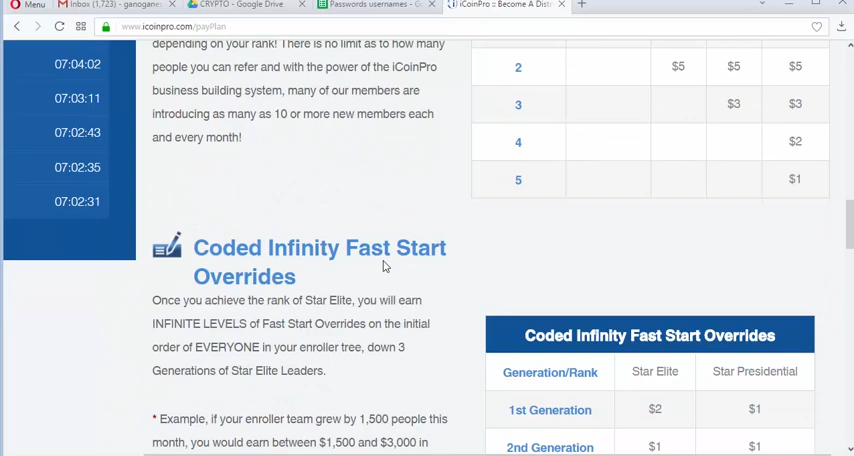 Menu
Inbox (1,723) - ganoganes
CRYPTO - Google Drive
Passwords usernames - G
iCoinPro :: Become A Dist
www.icoinpro.com/payPlan
07:04:02
07:03:11
07:02:43
07:02:35
07:02:31
depending on your rank! There is no limit as to how many
people you can refer and with the power of the iCoinPro
business building system, many of our members are
introducing as many as 10 or more new members each
and every month!
2 $5 $5 $5
3 $3 $3
4 $2
5 $1
Coded Infinity Fast Start
Overrides
Once you achieve the rank of Star Elite, you will earn
INFINITE LEVELS of Fast Start Overrides on the initial
order of EVERYONE in your enroller tree, down 3
Generations of Star Elite Leaders.
* Example, if your enroller team grew by 1,500 people this
month, you would earn between $1,500 and $3,000 in
Coded Infinity Fast Start Overrides
Generation/Rank Star Elite Star Presidential
1st Generation $2 $1
2nd Generation $1 $1